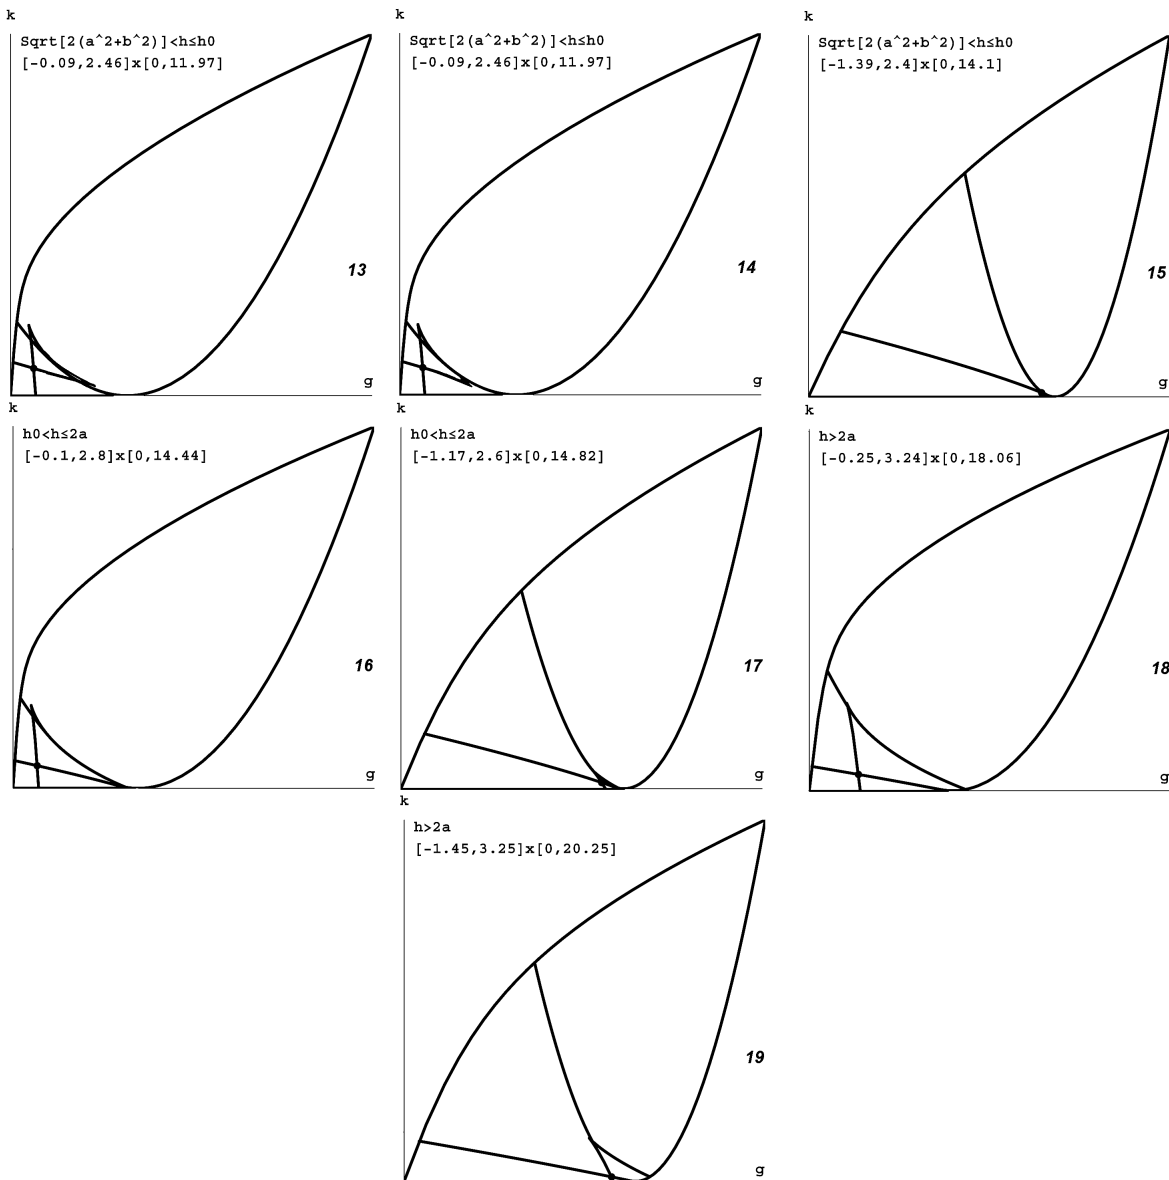 k
Sqrt[2(a^2+b^2)]<h≤h0
[-0.09,2.46]x[0,11.97]
13
g
k
Sqrt[2(a^2+b^2)]<h≤h0
[-0.09,2.46]x[0,11.97]
14
g
k
Sqrt[2(a^2+b^2)]<h≤h0
[-1.39,2.4]x[0,14.1]
15
g
k
h0<h≤2a
[-0.1,2.8]x[0,14.44]
16
g
k
h0<h≤2a
[-1.17,2.6]x[0,14.82]
17
g
k
h>2a
[-0.25,3.24]x[0,18.06]
18
g
k
h>2a
[-1.45,3.25]x[0,20.25]
19
g